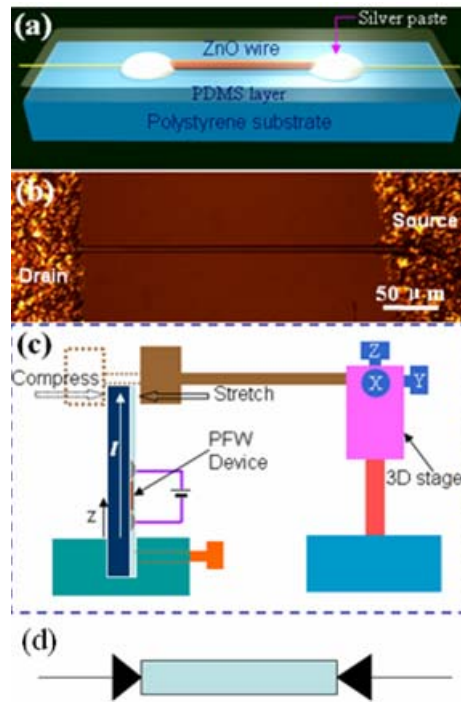 (a)
Silver paste
ZnO wire
PDMS layer
Polystyrene substrate
(b)
Source
Drain
50 μm
(c)
Z
X
Y
Compress
Stretch
l
PFW
Device
3D stage
z
(d)